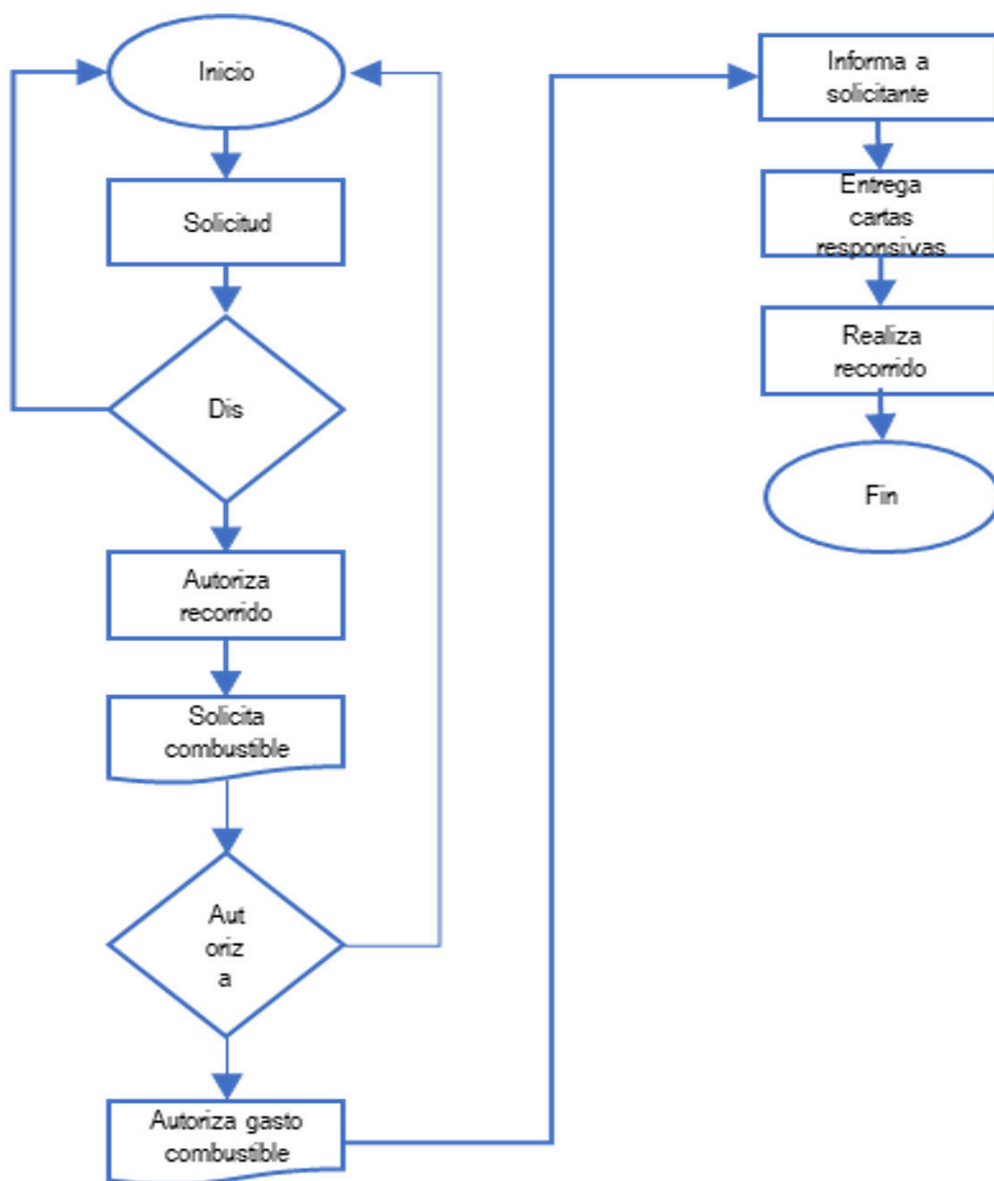 Inicio
Solicitud
Dis
Autoriza
recorrido
Solicita
combustible
Aut
oriz
a
Autoriza gasto
combustible
Informa a
solicitante
Entrega
cartas
responsivas
Realiza
recorrido
Fin